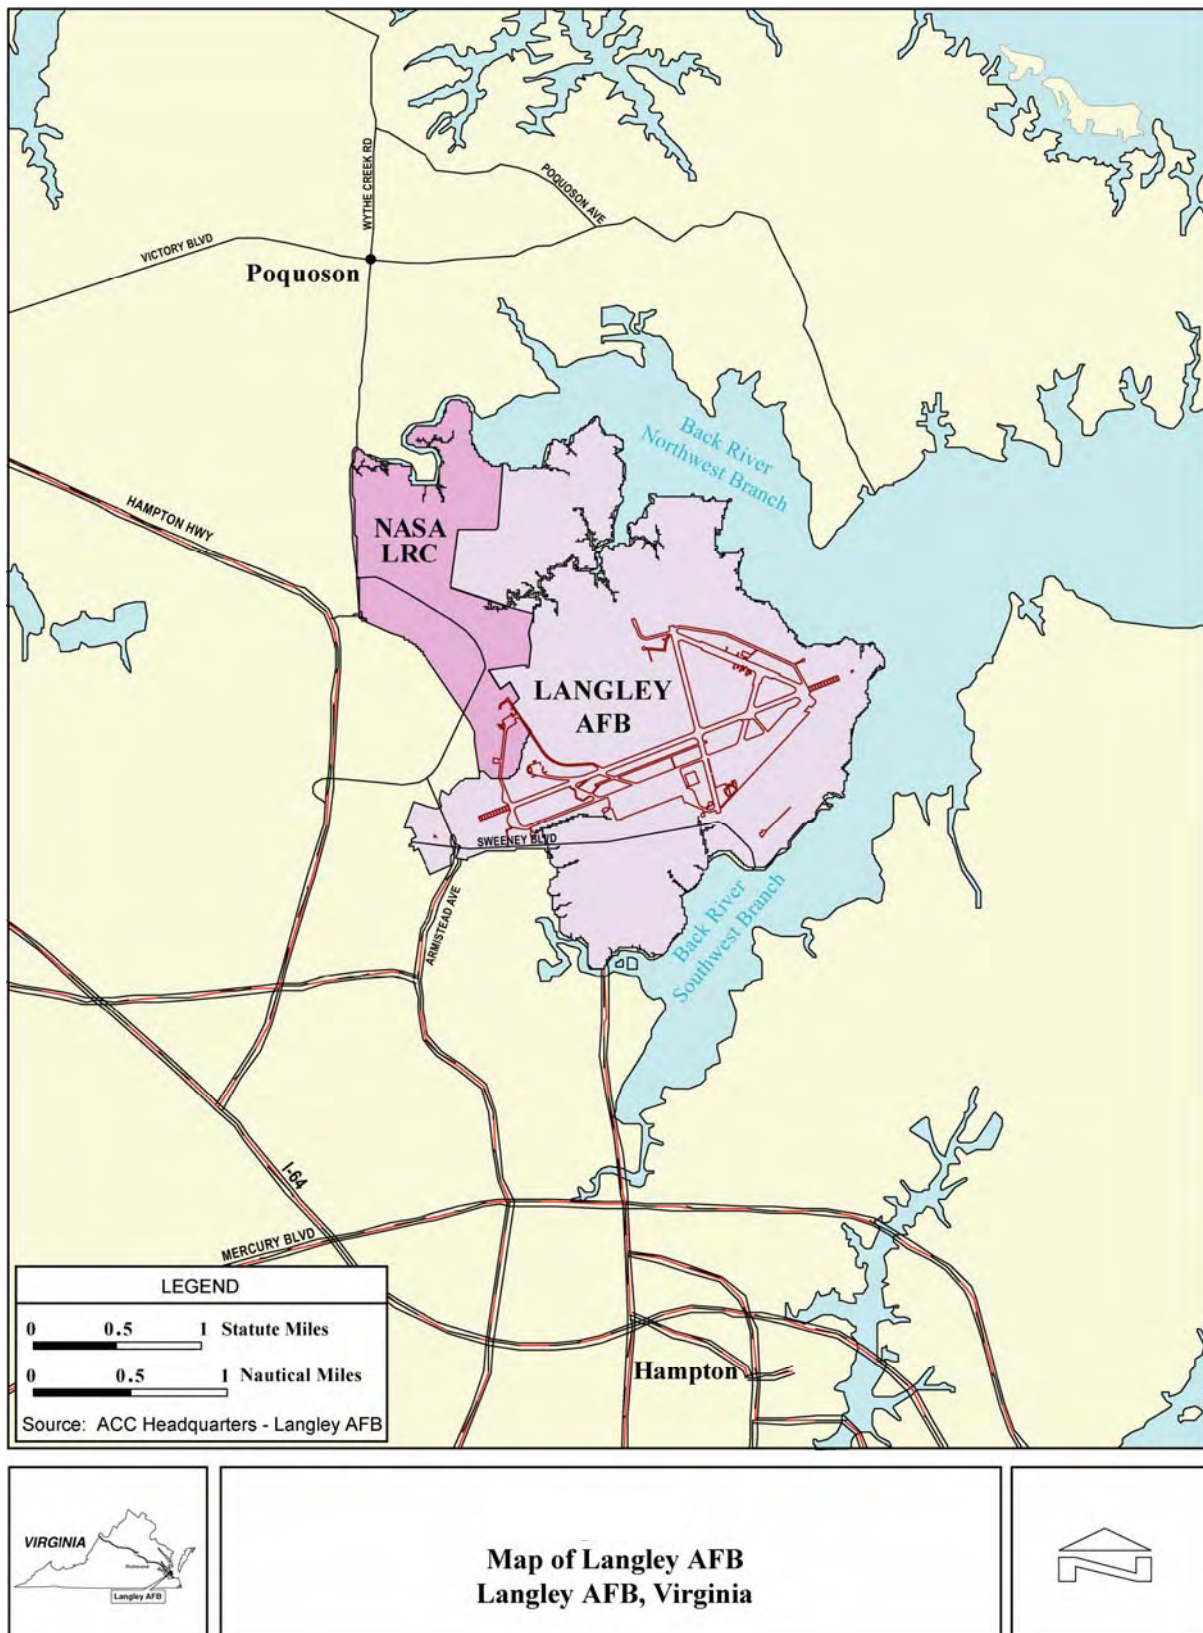 WYTHE CREEK RD
POQUOSON AVE
VICTORY BLVD
Poquoson
Back River
Northwest Branch
HAMPTON HWY
NASA
LRC
LANGLEY
AFB
SWEENEY BLVD
ARMISTEAD AVE
Back River
Southwest Branch
I-64
MERCURY BLVD
Hampton
LEGEND
0 0.5 1 Statute Miles
0 0.5 1 Nautical Miles
Source: ACC Headquarters - Langley AFB
VIRGINIA
Richmond
Langley AFB
Map of Langley AFB
Langley AFB, Virginia
N